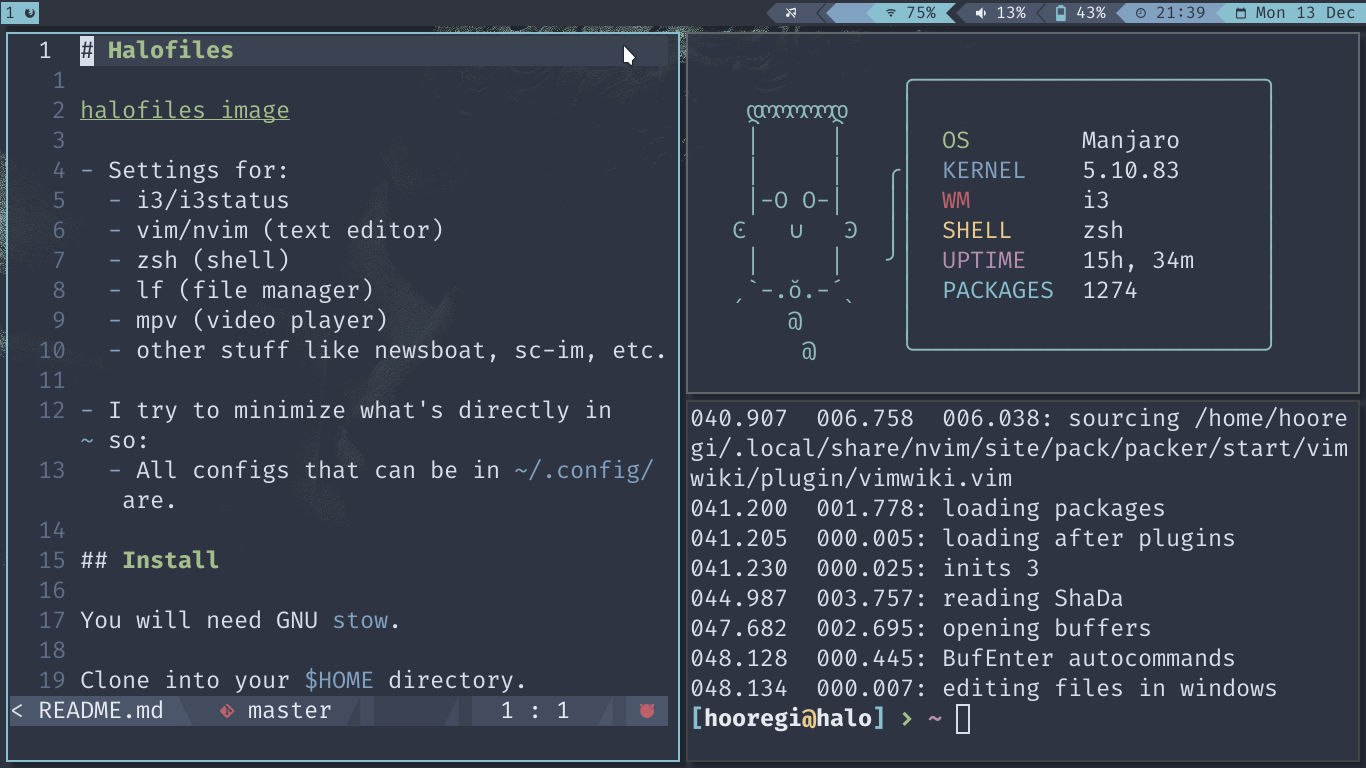 1
75% 13% 43% 21:39 Mon 13 Dec
1 # Halofiles
1
2 halofiles image
3
4 - Settings for:
5 - i3/i3status
6 - vim/nvim (text editor)
7 - zsh (shell)
8 - lf (file manager)
9 - mpv (video player)
10 - other stuff like newsboat, sc-im, etc.
11
12 - I try to minimize what's directly in
~ so:
13 - All configs that can be in ~/.config/
are.
14
15 ## Install
16
17 You will need GNU stow.
18
19 Clone into your $HOME directory.
< README.md master 1 : 1
OS Manjaro
KERNEL 5.10.83
WM i3
SHELL zsh
UPTIME 15h, 34m
PACKAGES 1274
040.907 006.758 006.038: sourcing /home/hoore
gi/.local/share/nvim/site/pack/packer/start/vim
wiki/plugin/vimwiki.vim
041.200 001.778: loading packages
041.205 000.005: loading after plugins
041.230 000.025: inits 3
044.987 003.757: reading ShaDa
047.682 002.695: opening buffers
048.128 000.445: BufEnter autocommands
048.134 000.007: editing files in windows
[hooregi@halo] > ~